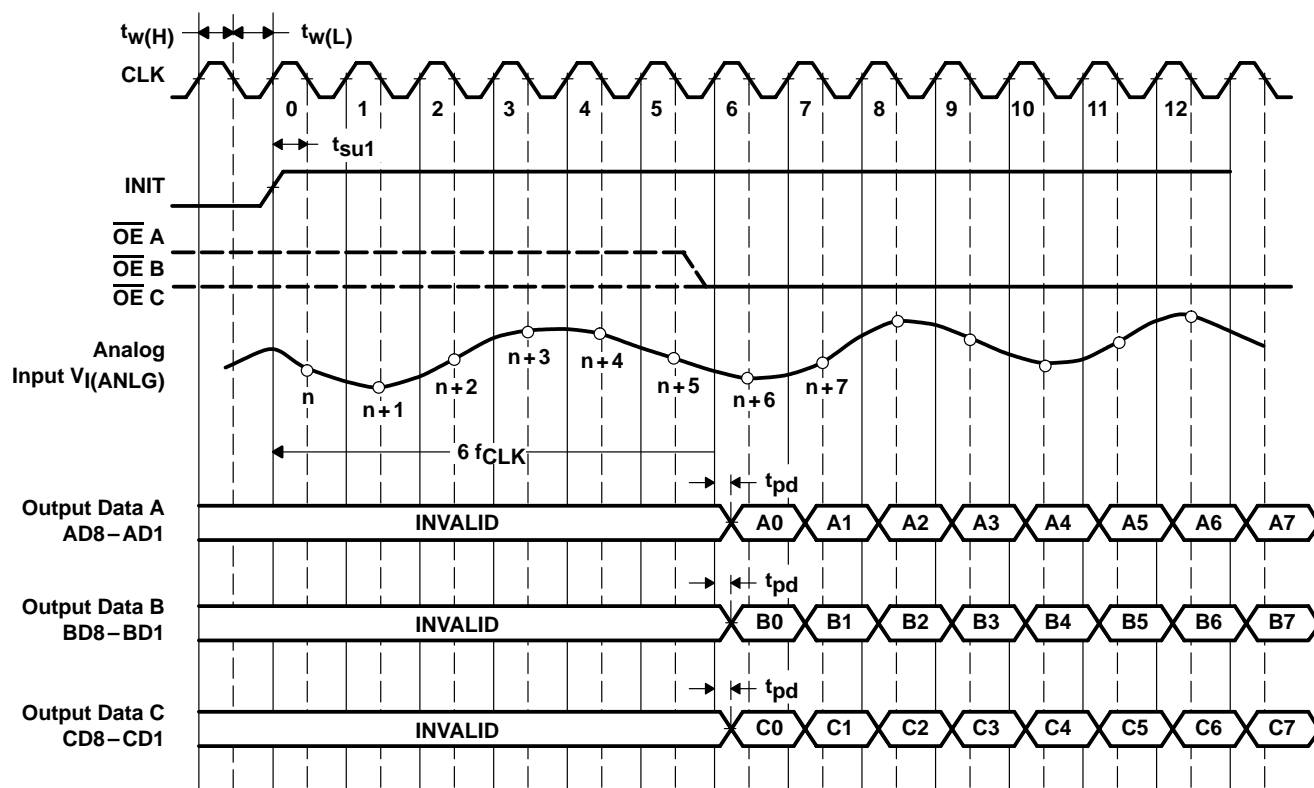 tw(H) tw(L)
CLK
0 1 2 3 4 5 6 7 8 9 10 11 12
tsu1
INIT
OE A
OE B
OE C
Analog
Input VI(ANLG)
n n+1 n+2 n+3 n+4 n+5 n+6 n+7
6 fCLK
tpd
Output Data A
AD8–AD1
INVALID A0 A1 A2 A3 A4 A5 A6 A7
tpd
Output Data B
BD8–BD1
INVALID B0 B1 B2 B3 B4 B5 B6 B7
tpd
Output Data C
CD8–CD1
INVALID C0 C1 C2 C3 C4 C5 C6 C7